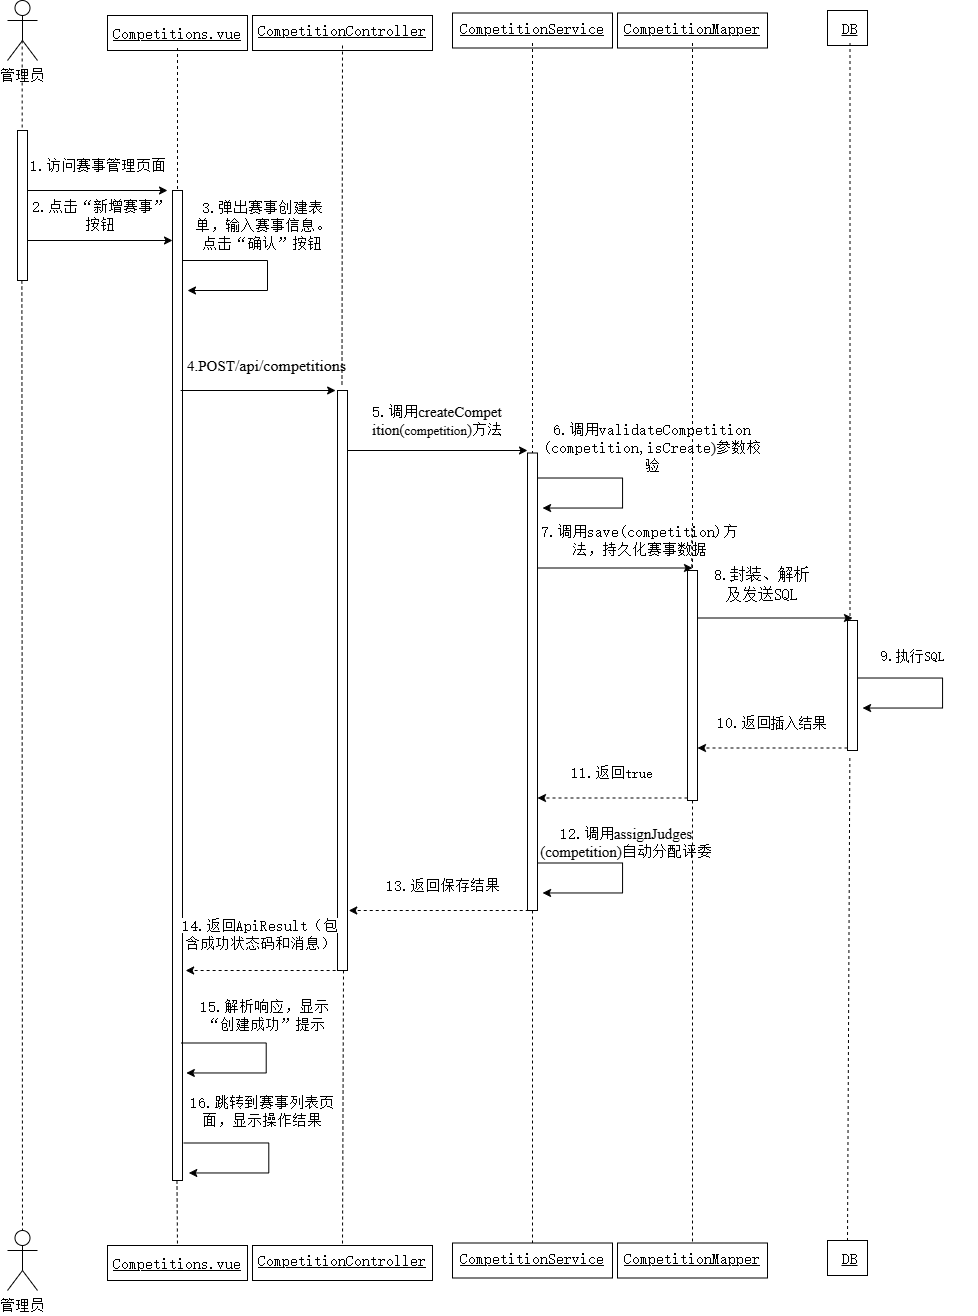 Competitions.vue
CompetitionController
CompetitionService
CompetitionMapper
DB
管理员
1.访问赛事管理页面
2.点击“新增赛事”
按钮
3.弹出赛事创建表
单，输入赛事信息。
点击“确认”按钮
4.POST/api/competitions
5.调用createCompet
ition(competition)方法
6.调用validateCompetition
(competition,isCreate)参数校
验
7.调用save(competition)方
法，持久化赛事数据
8.封装、解析
及发送SQL
9.执行SQL
10.返回插入结果
11.返回true
12.调用assignJudges
(competition)自动分配评委
13.返回保存结果
14.返回ApiResult（包
含成功状态码和消息）
15.解析响应，显示
“创建成功”提示
16.跳转到赛事列表页
面，显示操作结果
Competitions.vue
CompetitionController
CompetitionService
CompetitionMapper
DB
管理员